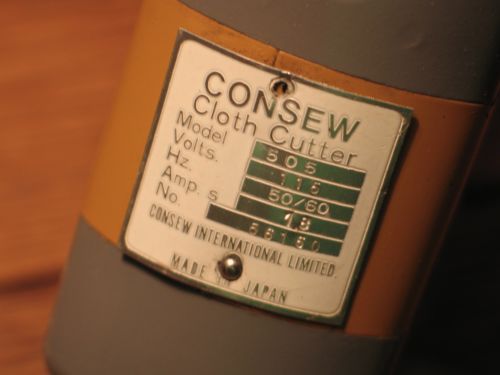 CONSEW
Cloth Cutter
Model 505
Volts. 115
Hz. 50/60
Amp.s 1.8
No. 56160
CONSEW INTERNATIONAL LIMITED.
MADE IN JAPAN